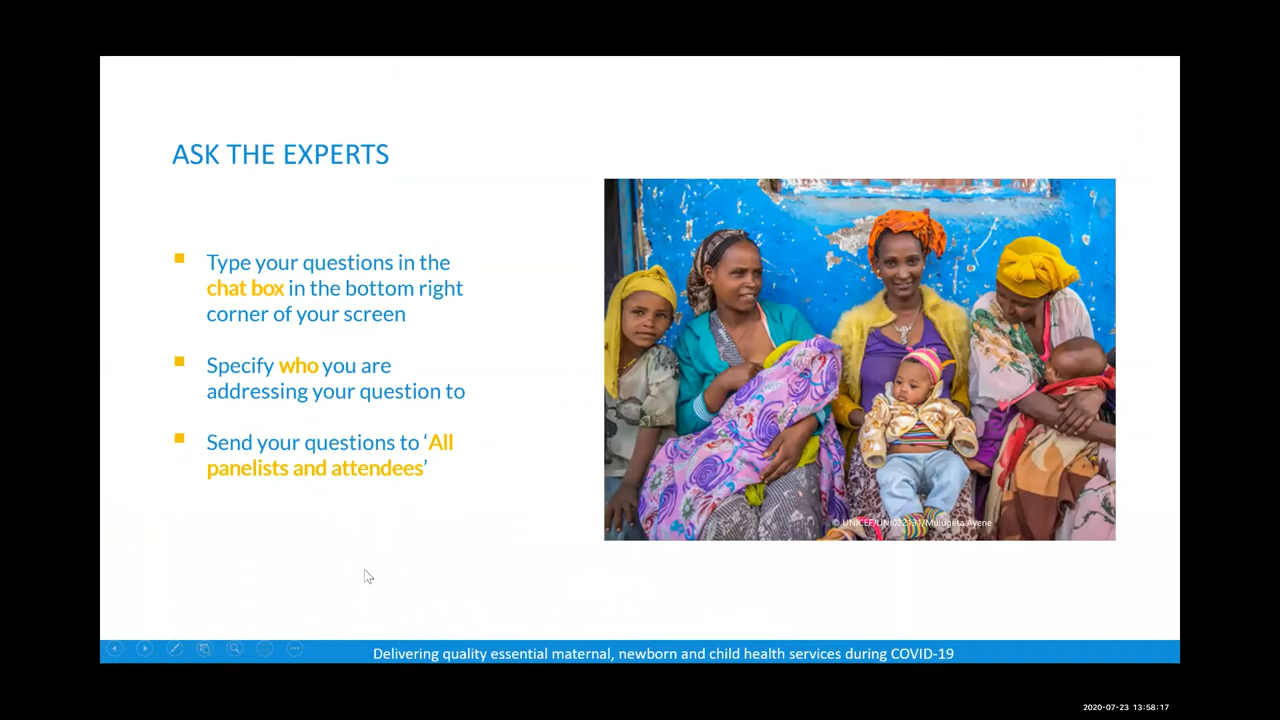 ASK THE EXPERTS
Type your questions in the
chat box in the bottom right
corner of your screen
Specify who you are
addressing your question to
Send your questions to ‘All
panelists and attendees’
Mulugeta Ayene
Delivering quality essential maternal, newborn and child health services during COVID-19
2020-07-23 13:58:17